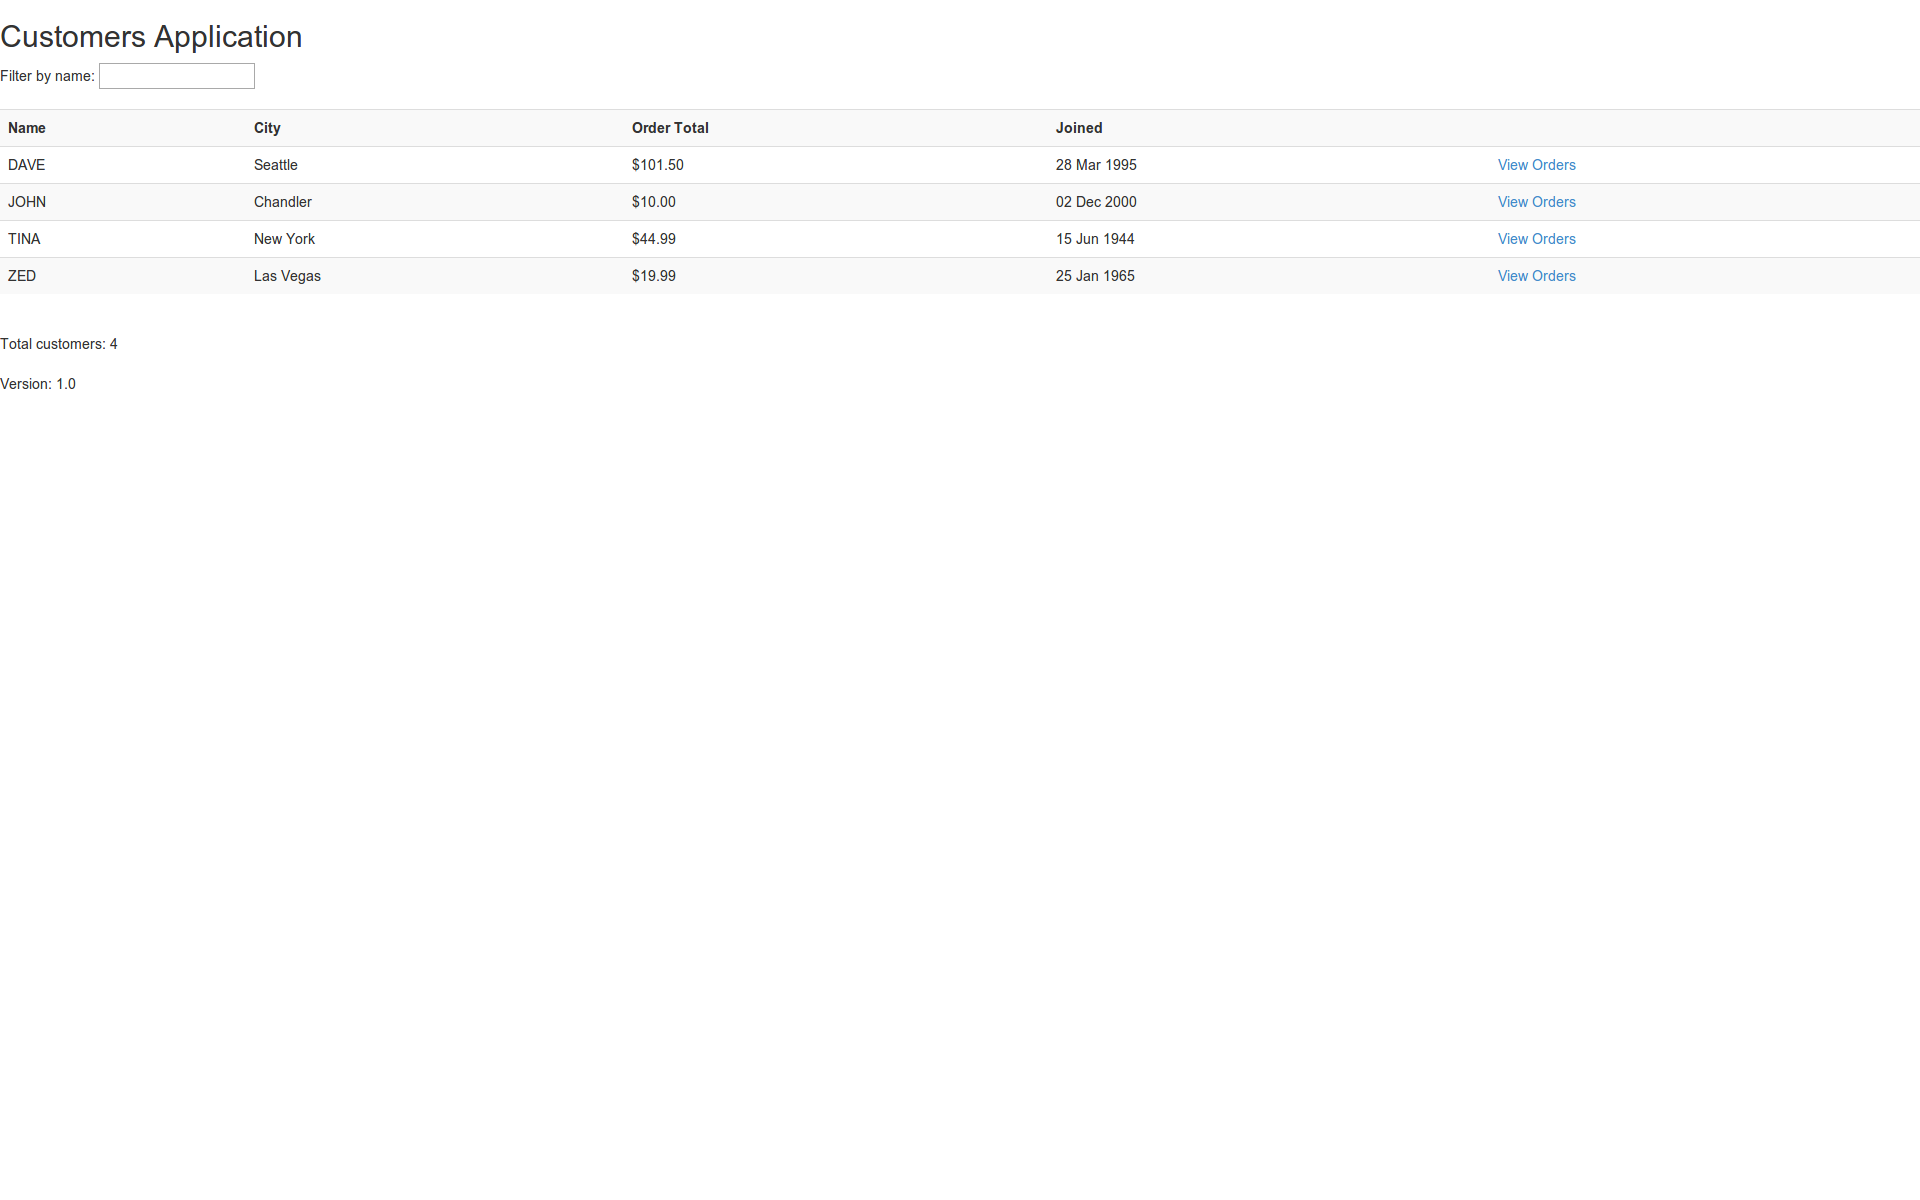 Customers Application
Filter by name:
Name City Order Total Joined
DAVE Seattle $101.50 28 Mar 1995 View Orders
JOHN Chandler $10.00 02 Dec 2000 View Orders
TINA New York $44.99 15 Jun 1944 View Orders
ZED Las Vegas $19.99 25 Jan 1965 View Orders
Total customers: 4
Version: 1.0